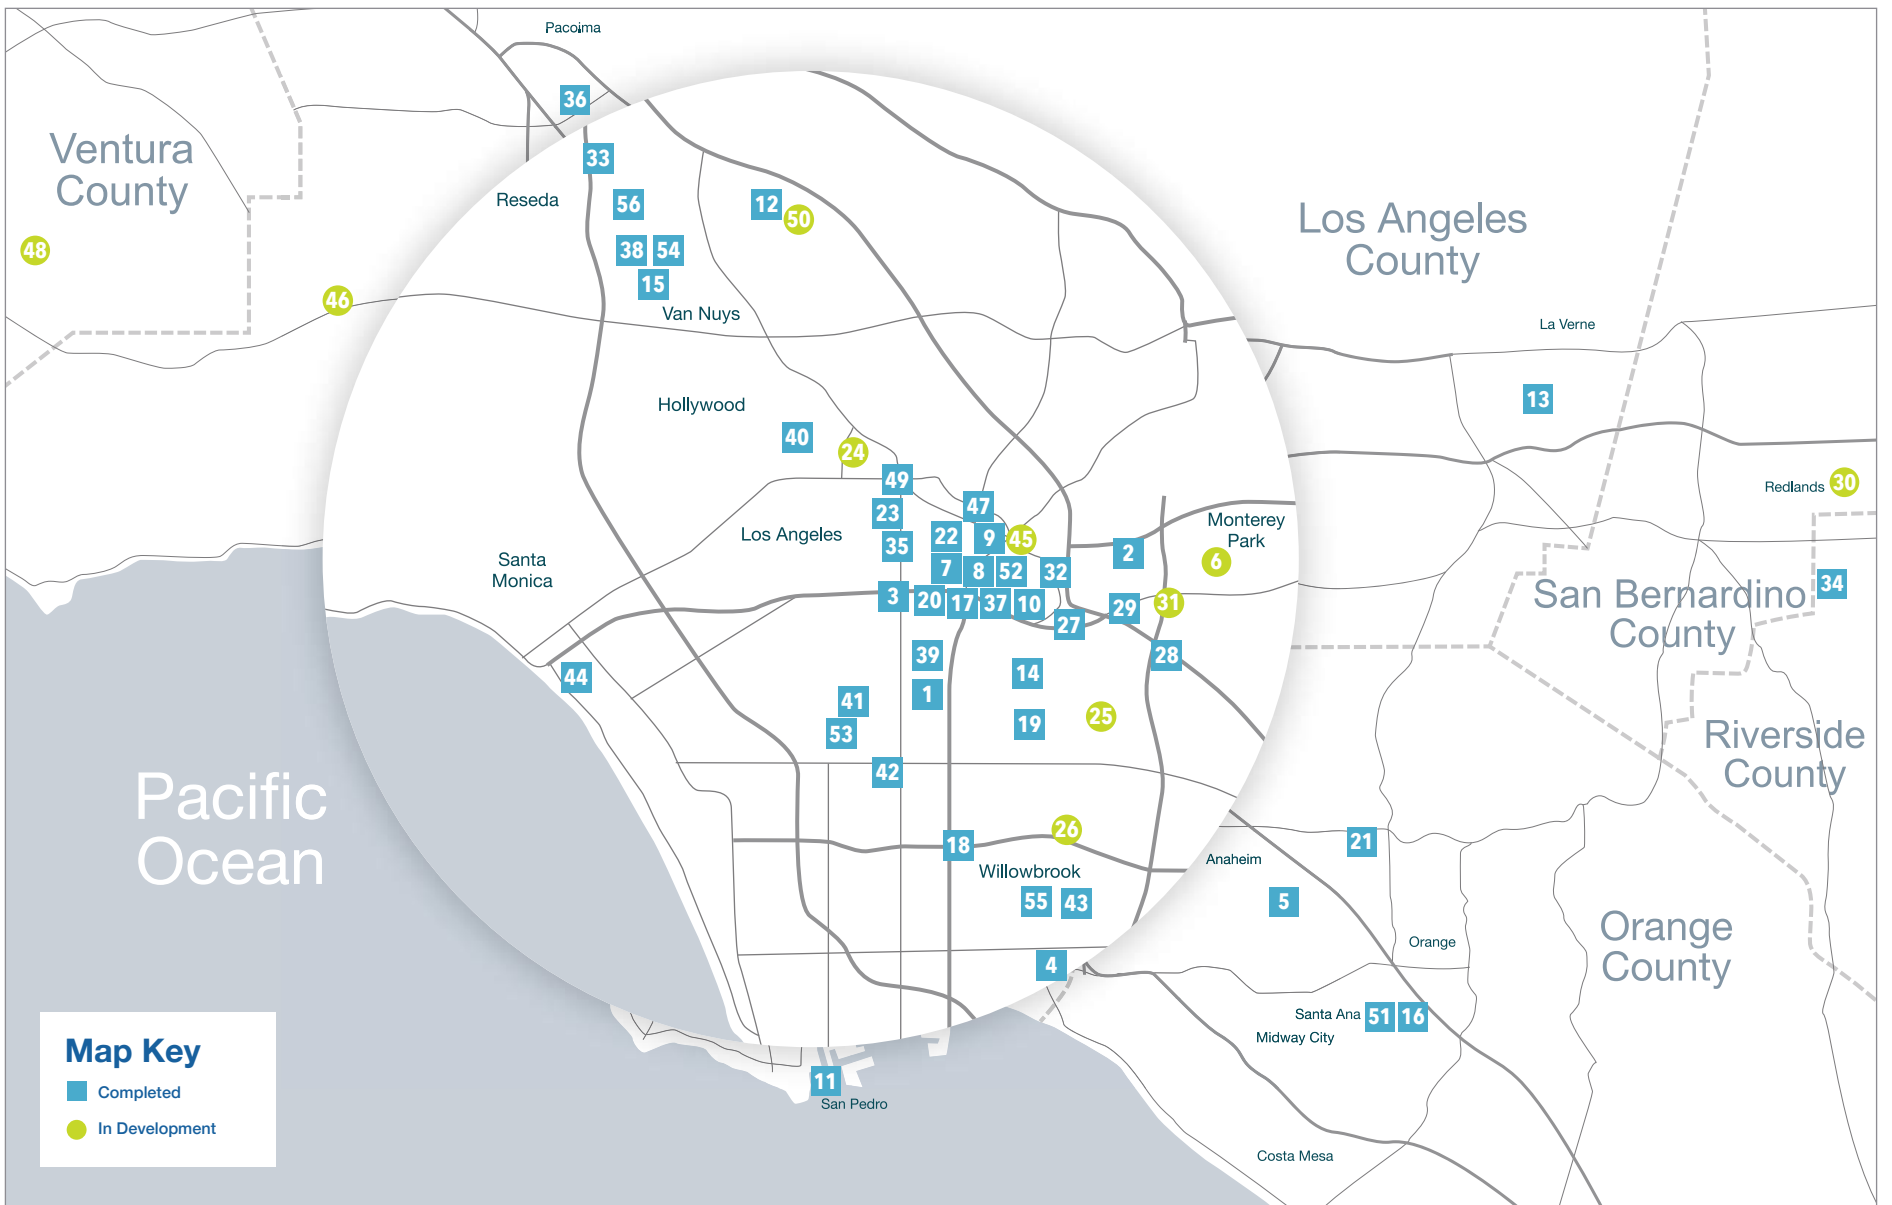 Pacoima
36
Ventura
County
33
Reseda
56
12
50
Los Angeles
County
48
38
54
15
46
Van Nuys
La Verne
13
Hollywood
40
24
49
47
Redlands
30
23
Los Angeles
22
9
45
Monterey
Park
35
2
6
Santa
Monica
7
8
52
32
34
3
20
17
37
10
29
31
San Bernardino
County
27
39
28
14
44
1
41
25
19
53
Riverside
County
42
Pacific
Ocean
26
18
21
Anaheim
Willowbrook
55
43
5
Orange
County
Orange
4
Santa Ana
51
16
Midway City
Map Key
Completed
In Development
11
San Pedro
Costa Mesa